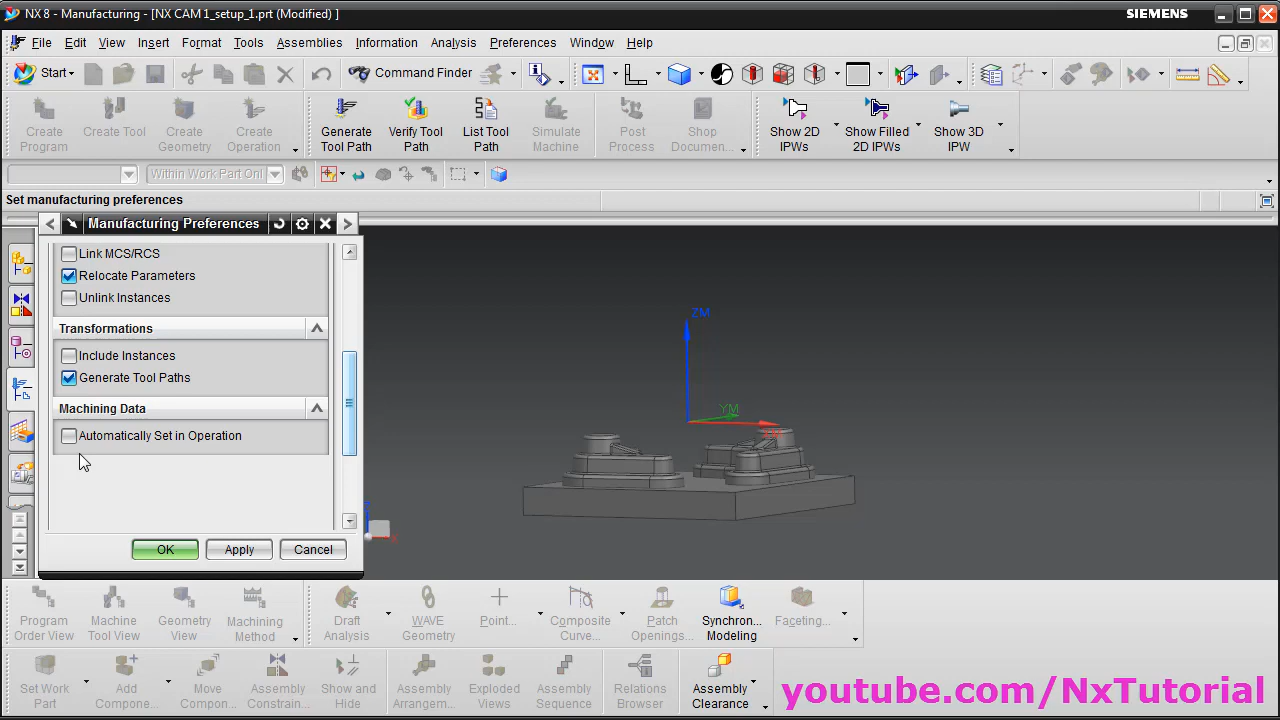 NX 8 - Manufacturing - [NX CAM 1_setup_1.prt (Modified) ]
SIEMENS
File Edit View Insert Format Tools Assemblies Information Analysis Preferences Window Help
Start Command Finder
Create Program
Create Tool
Create Geometry
Create Operation
Generate Tool Path
Verify Tool Path
List Tool Path
Simulate Machine
Post Process
Shop Documen...
Show 2D IPWs
Show Filled 2D IPWs
Show 3D IPW
Within Work Part Onl
Set manufacturing preferences
Manufacturing Preferences
Link MCS/RCS
Relocate Parameters
Unlink Instances
Transformations
Include Instances
Generate Tool Paths
Machining Data
Automatically Set in Operation
OK Apply Cancel
ZM
YM
Program Order View
Machine Tool View
Geometry View
Machining Method
Draft Analysis
WAVE Geometry
Point...
Composite Curve...
Patch Openings...
Synchron... Modeling
Faceting...
Set Work Part
Add Compone...
Move Compon...
Assembly Constrain...
Show and Hide
Assembly Arrangem...
Exploded Views
Assembly Sequence
Relations Browser
Assembly Clearance
youtube.com/NxTutorial